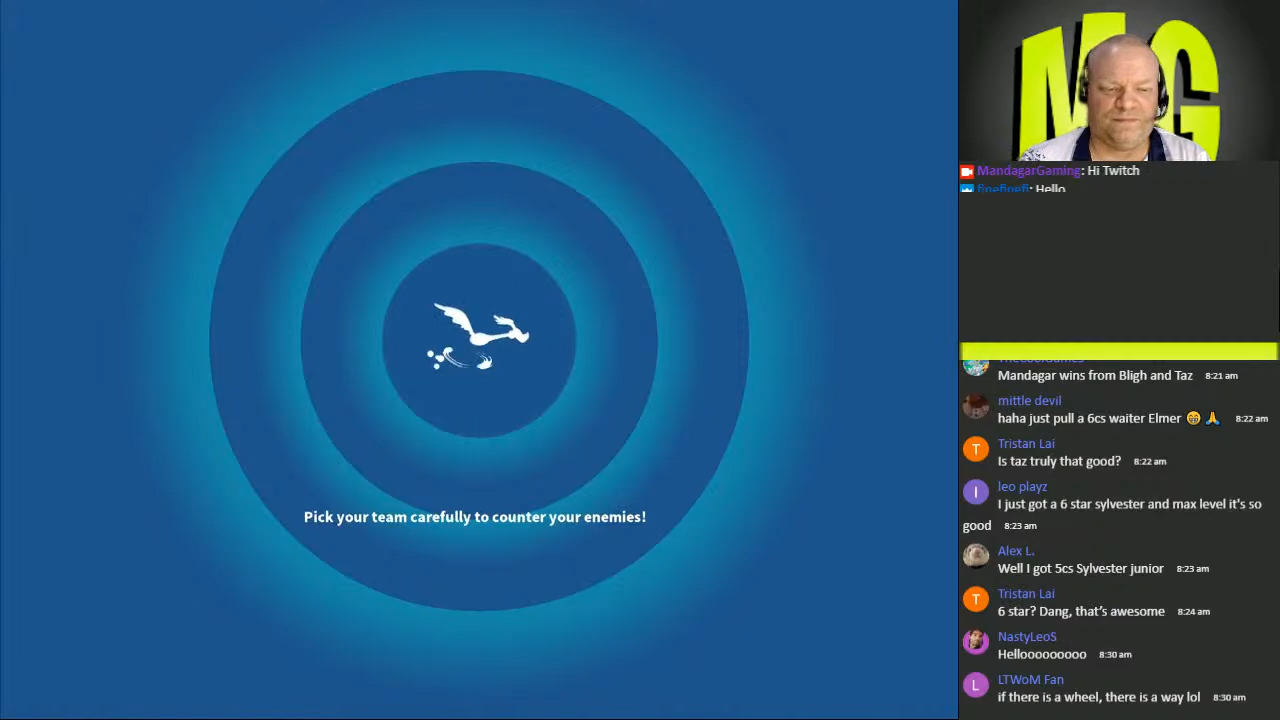 MG
MandagarGaming: Hi Twitch
finefinefi: Hello
Mandagar wins from Bligh and Taz 8:21 am
mittle devil
haha just pull a 6cs waiter Elmer 😁 🙏 8:22 am
T Tristan Lai
Is taz truly that good? 8:22 am
l leo playz
I just got a 6 star sylvester and max level it's so
good 8:23 am
Alex L.
Well I got 5cs Sylvester junior 8:23 am
T Tristan Lai
6 star? Dang, that's awesome 8:24 am
NastyLeoS
Hellooooooooo 8:30 am
L LTWoM Fan
if there is a wheel, there is a way lol 8:30 am
Pick your team carefully to counter your enemies!